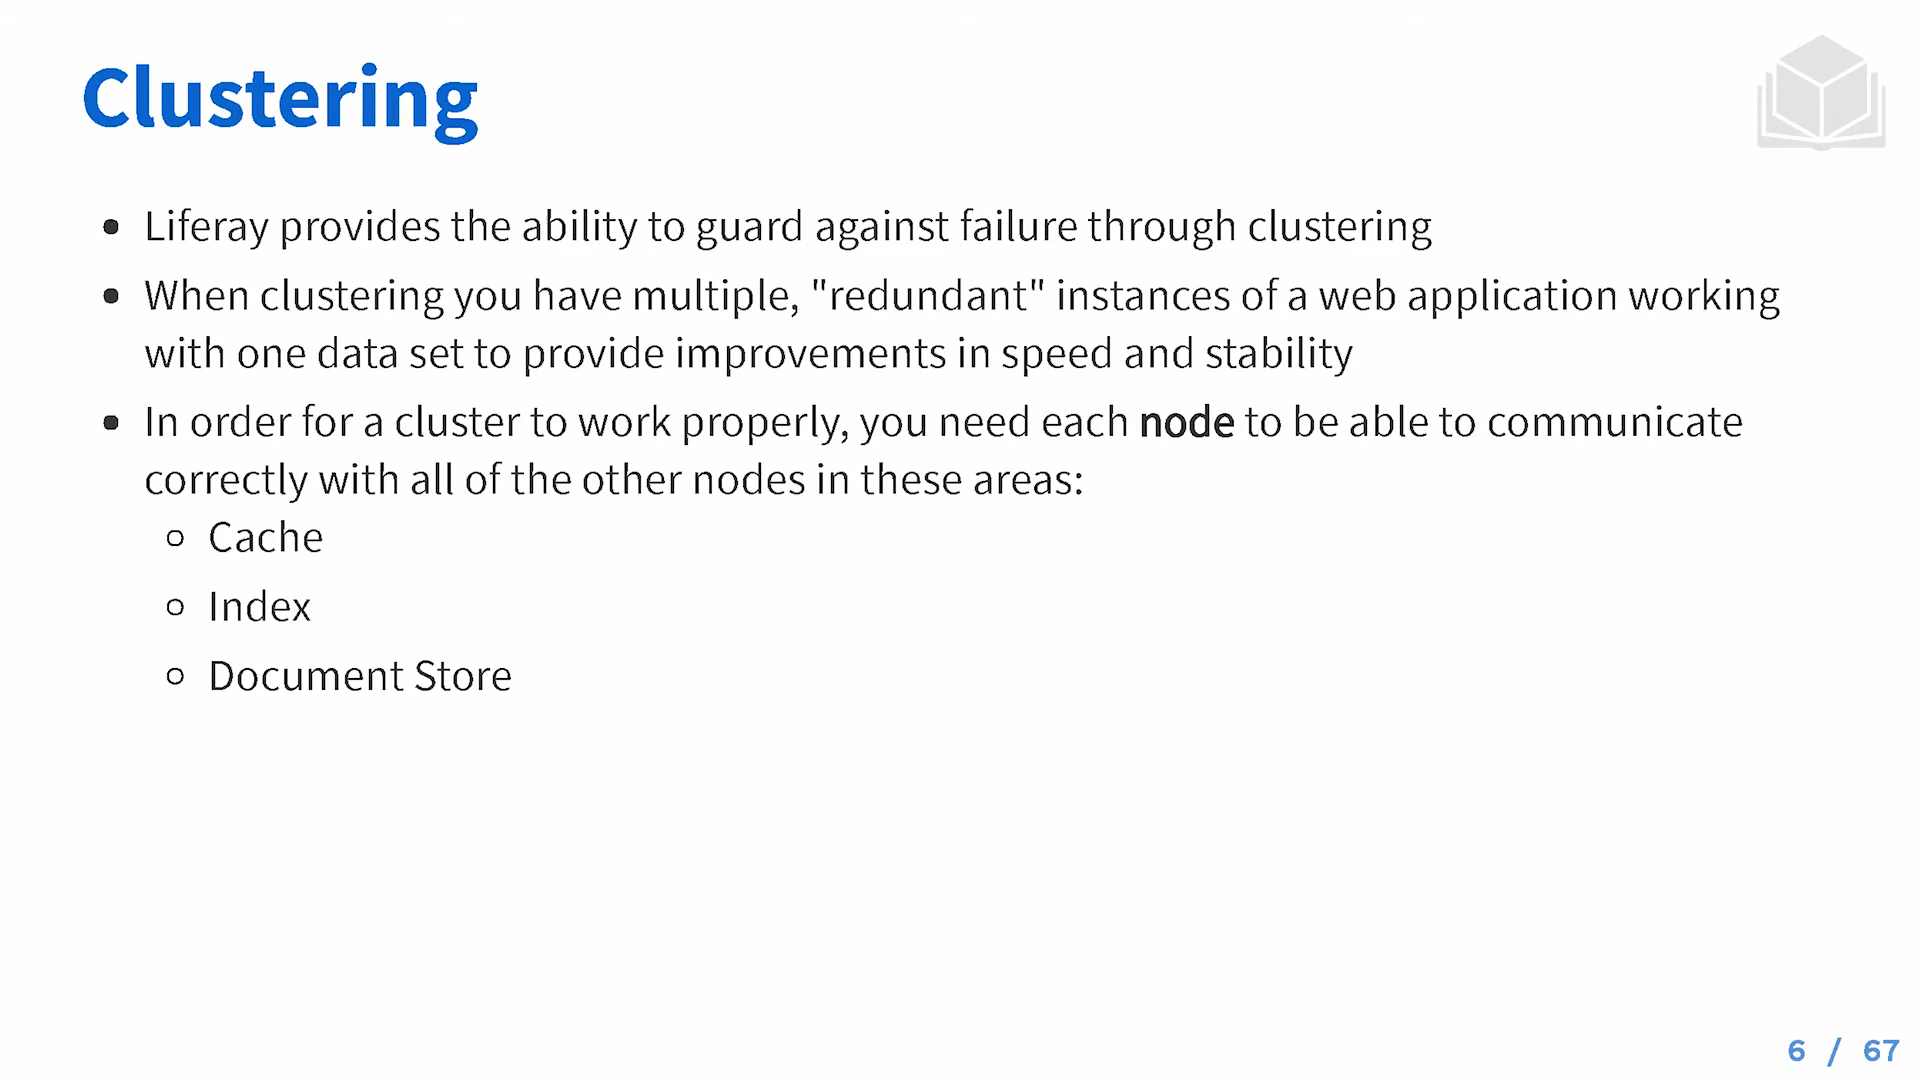 Clustering
Liferay provides the ability to guard against failure through clustering
When clustering you have multiple, "redundant" instances of a web application working
with one data set to provide improvements in speed and stability
In order for a cluster to work properly, you need each node to be able to communicate
correctly with all of the other nodes in these areas:
Cache
Index
Document Store
6 / 67